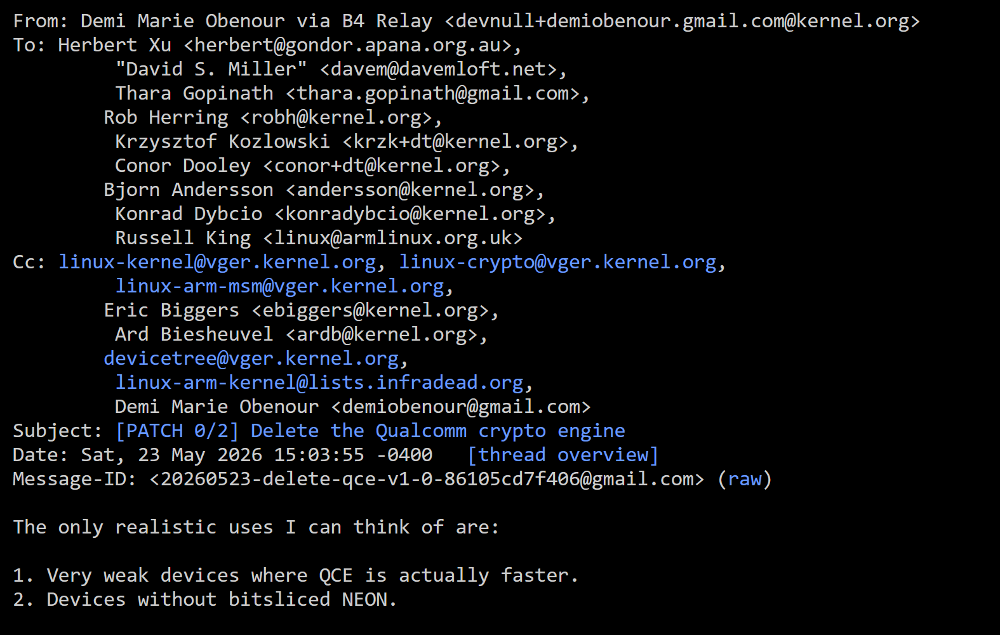 From: Demi Marie Obenour via B4 Relay <devnull+demiobenour.gmail.com@kernel.org>
To: Herbert Xu <herbert@gondor.apana.org.au>,
"David S. Miller" <davem@davemloft.net>,
Thara Gopinath <thara.gopinath@gmail.com>,
Rob Herring <robh@kernel.org>,
Krzysztof Kozlowski <krzk+dt@kernel.org>,
Conor Dooley <conor+dt@kernel.org>,
Bjorn Andersson <andersson@kernel.org>,
Konrad Dybcio <konradybcio@kernel.org>,
Russell King <linux@armlinux.org.uk>
Cc: linux-kernel@vger.kernel.org, linux-crypto@vger.kernel.org,
linux-arm-msm@vger.kernel.org,
Eric Biggers <ebiggers@kernel.org>,
Ard Biesheuvel <ardb@kernel.org>,
devicetree@vger.kernel.org,
linux-arm-kernel@lists.infradead.org,
Demi Marie Obenour <demiobenour@gmail.com>
Subject: [PATCH 0/2] Delete the Qualcomm crypto engine
Date: Sat, 23 May 2026 15:03:55 -0400 [thread overview]
Message-ID: <20260523-delete-qce-v1-0-86105cd7f406@gmail.com> (raw)
The only realistic uses I can think of are:
1. Very weak devices where QCE is actually faster.
2. Devices without bitsliced NEON.